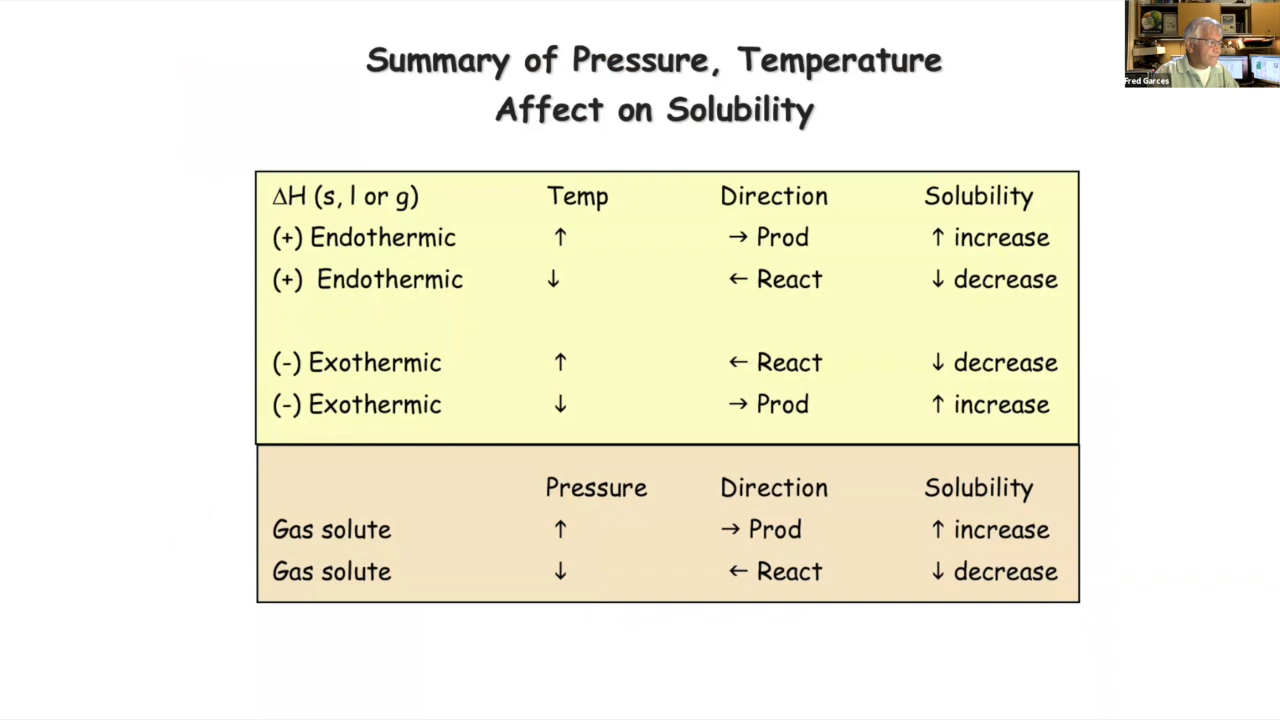 Summary of Pressure, Temperature
Affect on Solubility
Fred Garces
ΔH (s, l or g) Temp Direction Solubility
(+) Endothermic ↑ → Prod ↑ increase
(+) Endothermic ↓ ← React ↓ decrease
(-) Exothermic ↑ ← React ↓ decrease
(-) Exothermic ↓ → Prod ↑ increase
Pressure Direction Solubility
Gas solute ↑ → Prod ↑ increase
Gas solute ↓ ← React ↓ decrease